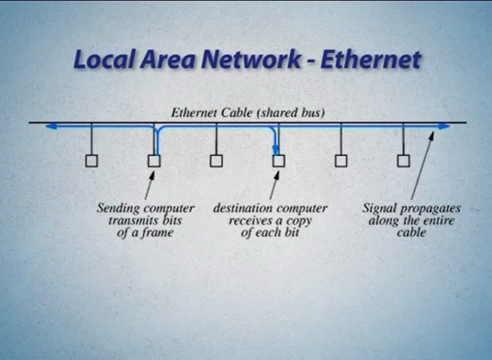 Local Area Network - Ethernet
Ethernet Cable (shared bus)
Sending computer
transmits bits
of a frame
destination computer
receives a copy
of each bit
Signal propagates
along the entire
cable